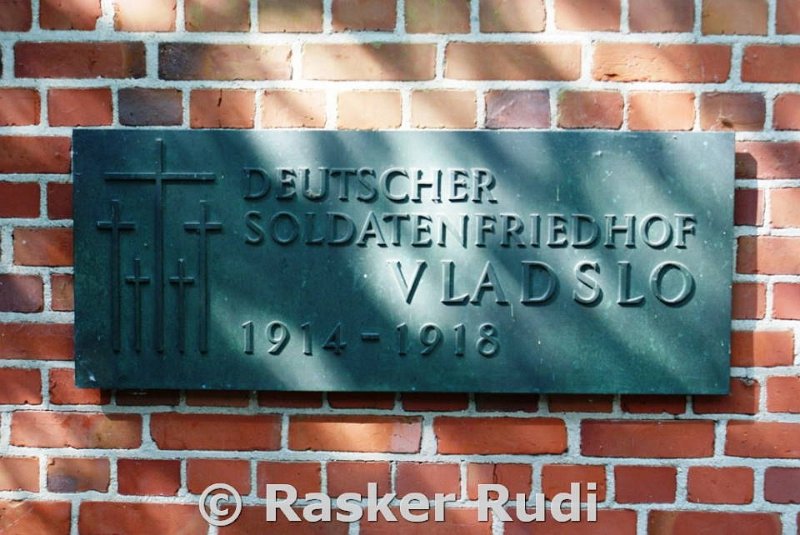 DEUTSCHER
SOLDATENFRIEDHOF
VLADSLO
1914-1918
© Rasker Rudi